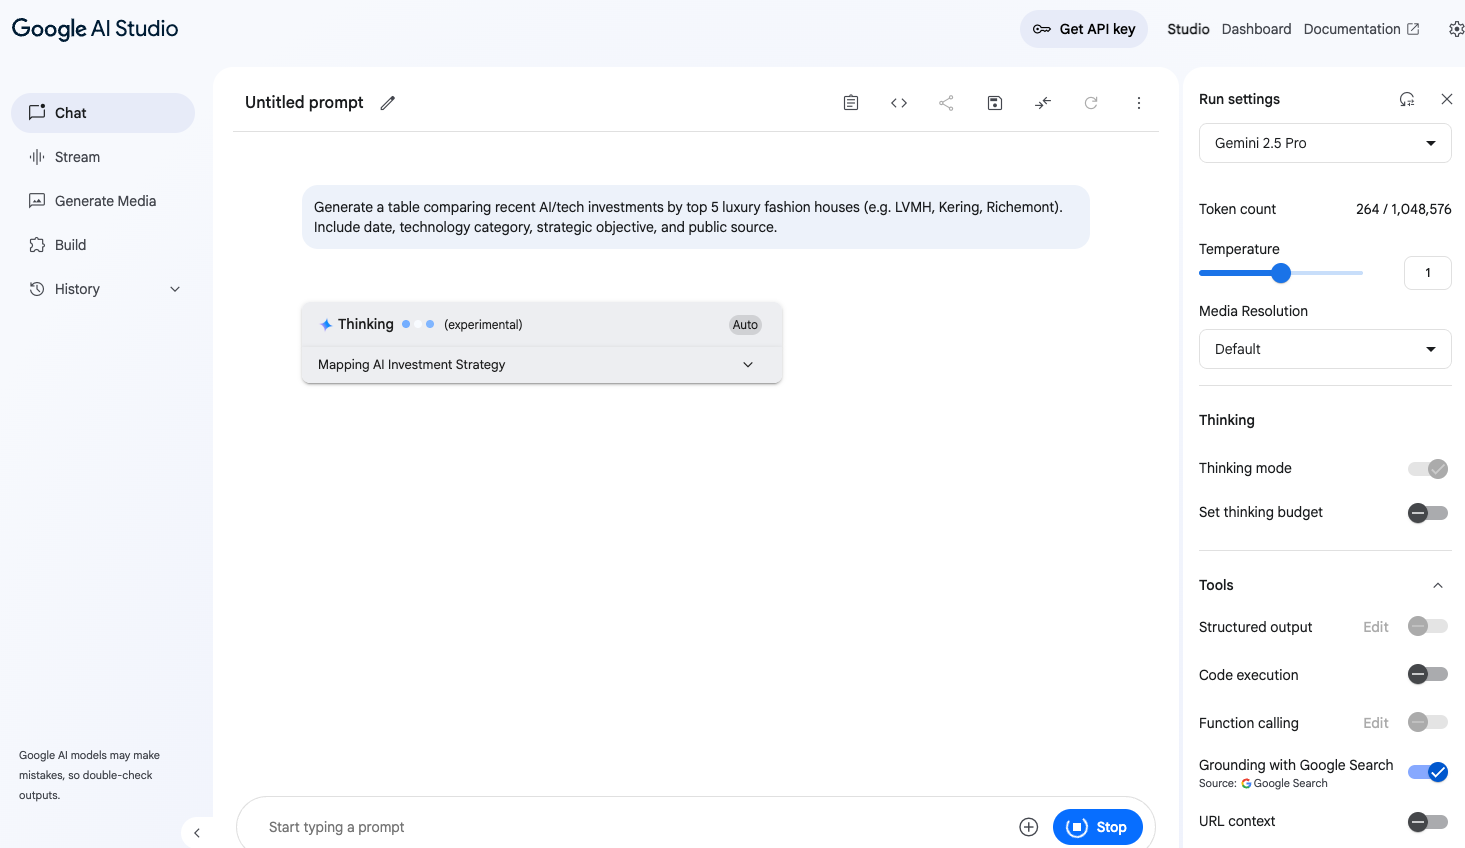 Google AI Studio
Get API key
Studio
Dashboard
Documentation
Chat
Stream
Generate Media
Build
History
Google AI models may make
mistakes, so double-check
outputs.
Untitled prompt
Generate a table comparing recent AI/tech investments by top 5 luxury fashion houses (e.g. LVMH, Kering, Richemont).
Include date, technology category, strategic objective, and public source.
Thinking (experimental) Auto
Mapping AI Investment Strategy
Start typing a prompt
Stop
Run settings
Gemini 2.5 Pro
Token count 264 / 1,048,576
Temperature
1
Media Resolution
Default
Thinking
Thinking mode
Set thinking budget
Tools
Structured output Edit
Code execution
Function calling Edit
Grounding with Google Search
Source: Google Search
URL context